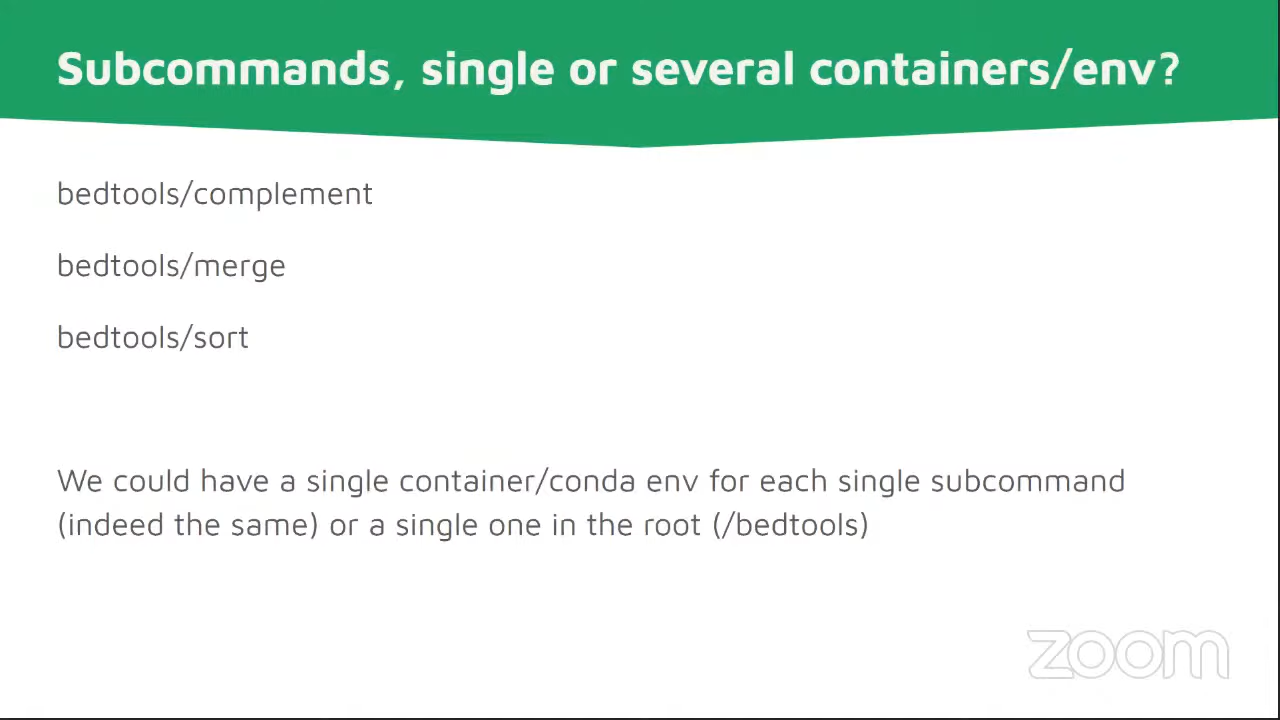 Subcommands, single or several containers/env?
bedtools/complement
bedtools/merge
bedtools/sort
We could have a single container/conda env for each single subcommand
(indeed the same) or a single one in the root (/bedtools)
zoom